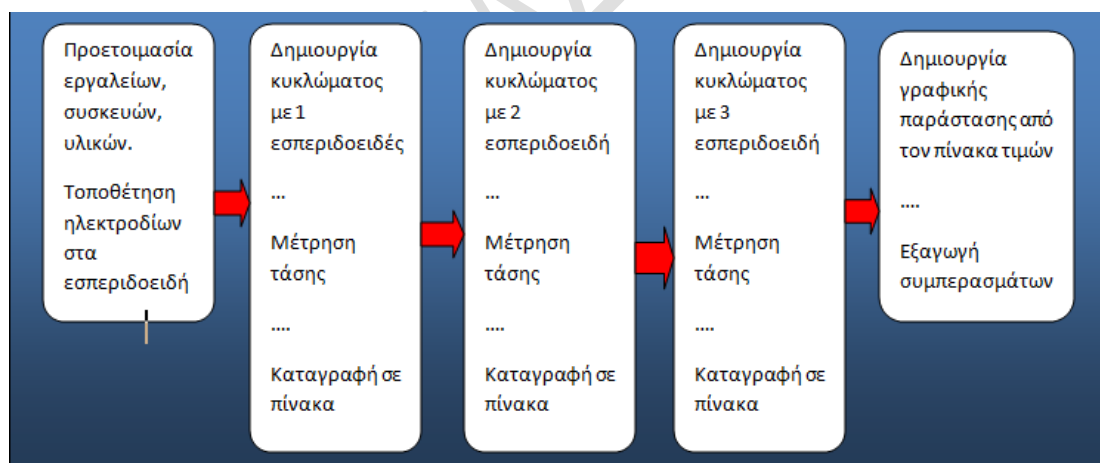 Προετοιμασία
εργαλείων,
συσκευών,
υλικών.
Τοποθέτηση
ηλεκτροδίων
στα
εσπεριδοειδή
Δημιουργία
κυκλώματος
με 1
εσπεριδοειδές
...
Μέτρηση
τάσης
....
Καταγραφή σε
πίνακα
Δημιουργία
κυκλώματος
με 2
εσπεριδοειδή
...
Μέτρηση
τάσης
....
Καταγραφή σε
πίνακα
Δημιουργία
κυκλώματος
με 3
εσπεριδοειδή
...
Μέτρηση
τάσης
....
Καταγραφή σε
πίνακα
Δημιουργία
γραφικής
παράστασης από
τον πίνακα τιμών
....
Εξαγωγή
συμπερασμάτων